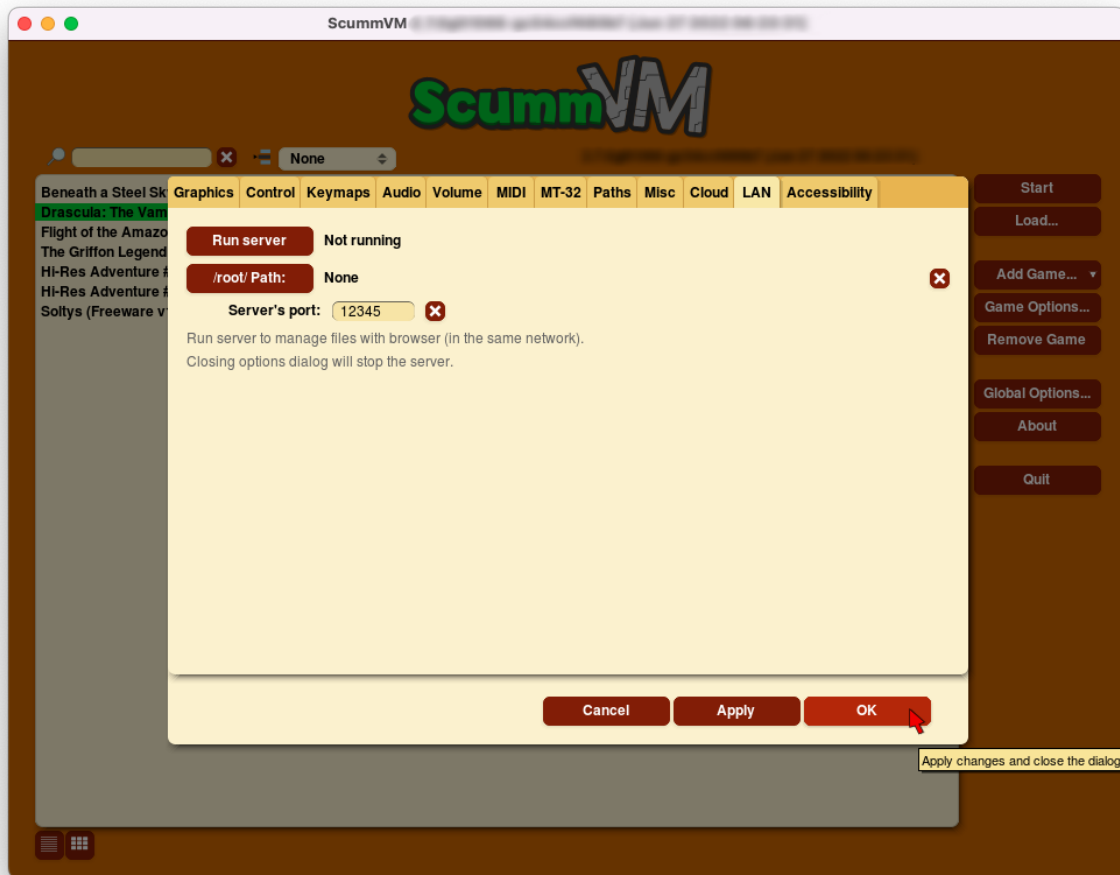 ScummVM
ScummVM
None
Graphics Control Keymaps Audio Volume MIDI MT-32 Paths Misc Cloud LAN Accessibility
Beneath a Steel Sk
Drascula: The Vam
Flight of the Amazo
The Griffon Legend
Hi-Res Adventure #
Hi-Res Adventure #
Soltys (Freeware v
Run server Not running
/root/ Path: None
Server's port: 12345
Run server to manage files with browser (in the same network).
Closing options dialog will stop the server.
Cancel Apply OK
Apply changes and close the dialog
Start
Load...
Add Game...
Game Options...
Remove Game
Global Options...
About
Quit